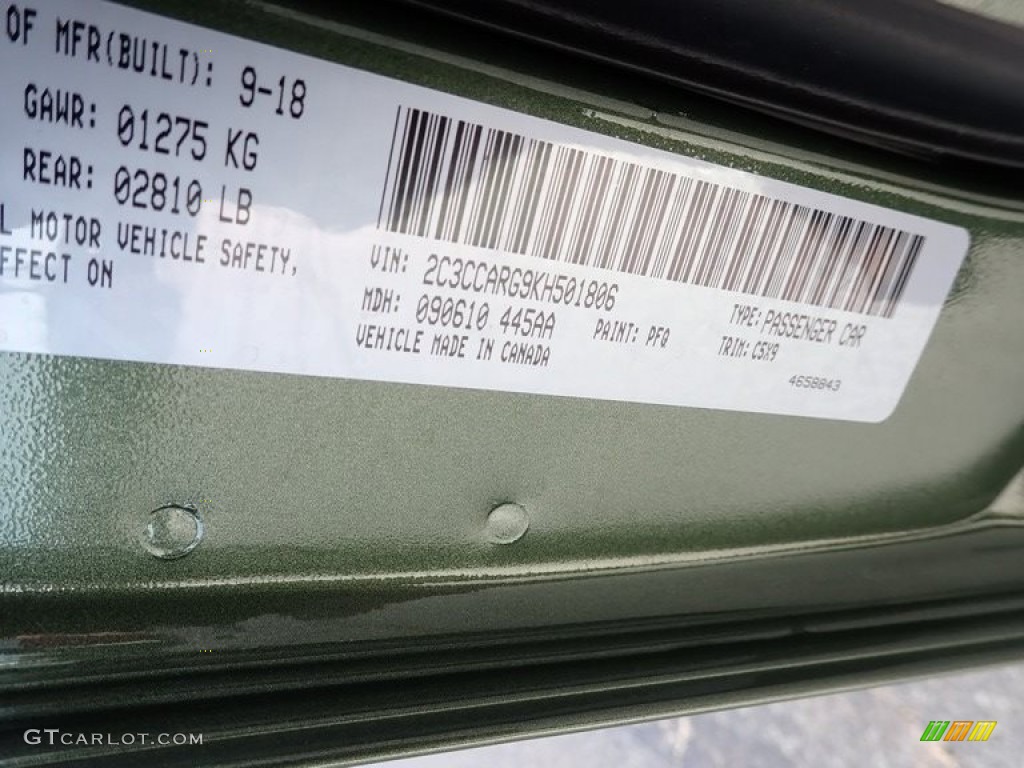 OF MFR(BUILT): 9-18
GAWR: 01275 KG
REAR: 02810 LB
L MOTOR VEHICLE SAFETY,
FFECT ON
VIN: 2C3CCARG9KH501806
TYPE: PASSENGER CAR
MDH: 090610 445AA
PAINT: PFQ
TRIM: C5X9
VEHICLE MADE IN CANADA
4658843
GTCARLOT.COM